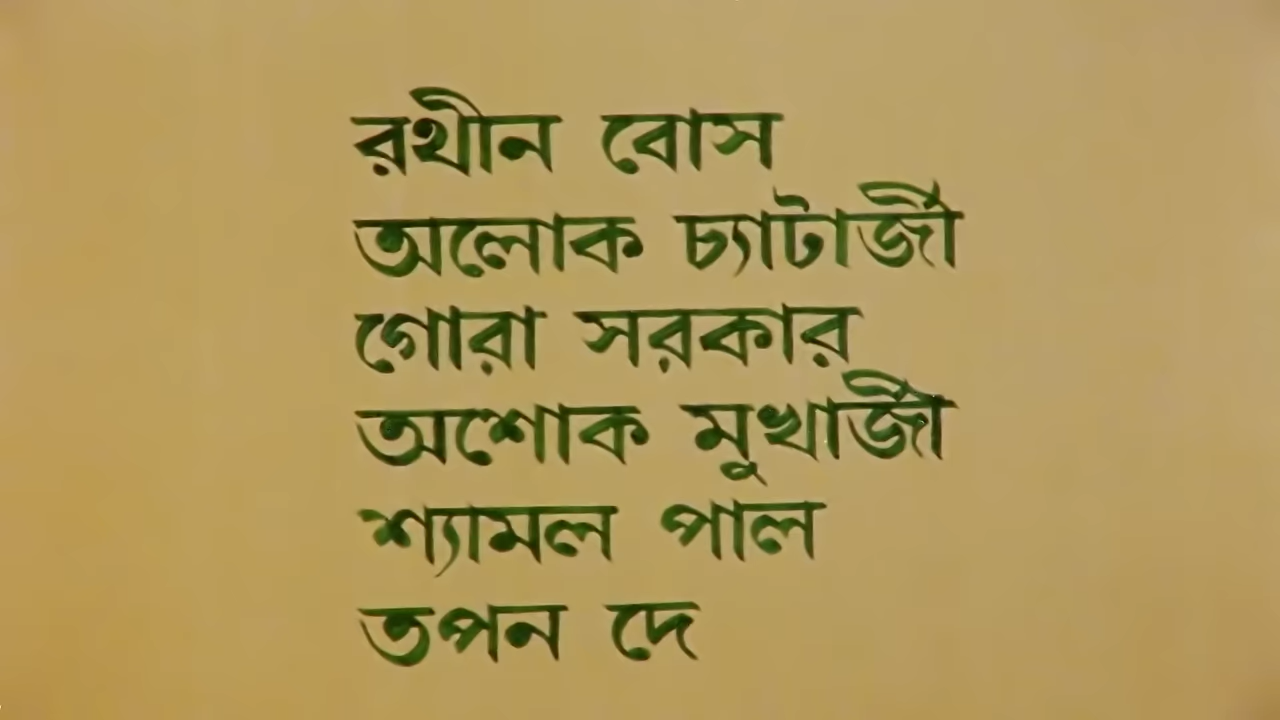 রথীন বোস
অলোক চ্যাটার্জী
গোরা সরকার
অশোক মুখার্জী
শ্যামল পাল
তপন দে